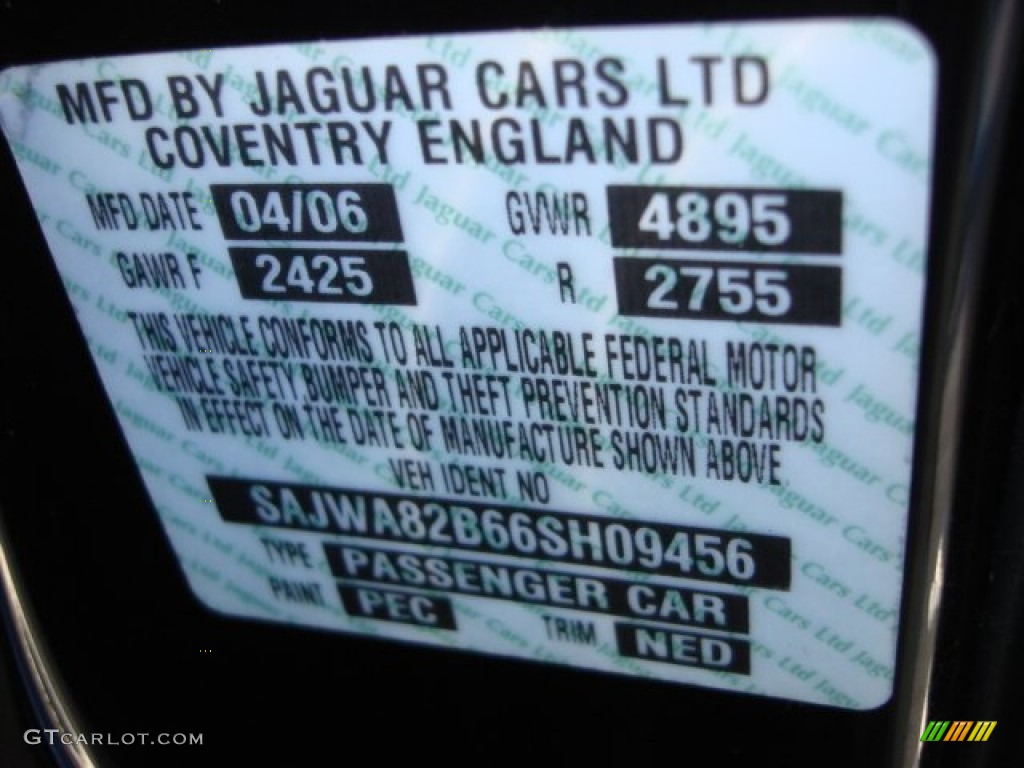 MFD BY JAGUAR CARS LTD
COVENTRY ENGLAND
MFD DATE 04/06 GVWR 4895
GAWR F 2425 R 2755
THIS VEHICLE CONFORMS TO ALL APPLICABLE FEDERAL MOTOR
VEHICLE SAFETY, BUMPER AND THEFT PREVENTION STANDARDS
IN EFFECT ON THE DATE OF MANUFACTURE SHOWN ABOVE
VEH IDENT NO
SAJWA82B66SH09456
TYPE PASSENGER CAR
PAINT PEC TRIM NED
GTCARLOT.COM